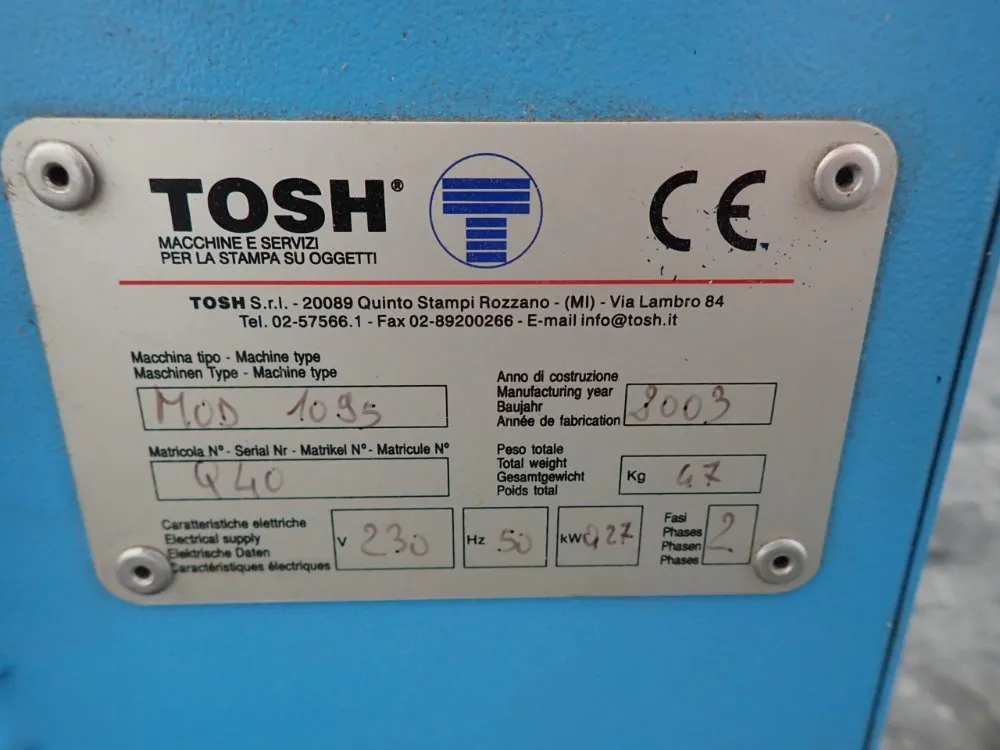 TOSH®
MACCHINE E SERVIZI
PER LA STAMPA SU OGGETTI
CE
TOSH S.r.l. - 20089 Quinto Stampi Rozzano - (MI) - Via Lambro 84
Tel. 02-57566.1 - Fax 02-89200266 - E-mail info@tosh.it
Macchina tipo - Machine type
Maschinen Type - Machine type
MOD 1095
Anno di costruzione
Manufacturing year
Baujahr
Année de fabrication
2003
Matricola N° - Serial Nr - Matrikel N° - Matricule N°
Q40
Peso totale
Total weight
Gesamtgewicht
Poids total
Kg 47
Caratteristiche elettriche
Electrical supply
Elektrische Daten
Caractéristiques électriques
V 230
Hz 50
kW 0,27
Fasi
Phases
Phasen
Phases
2